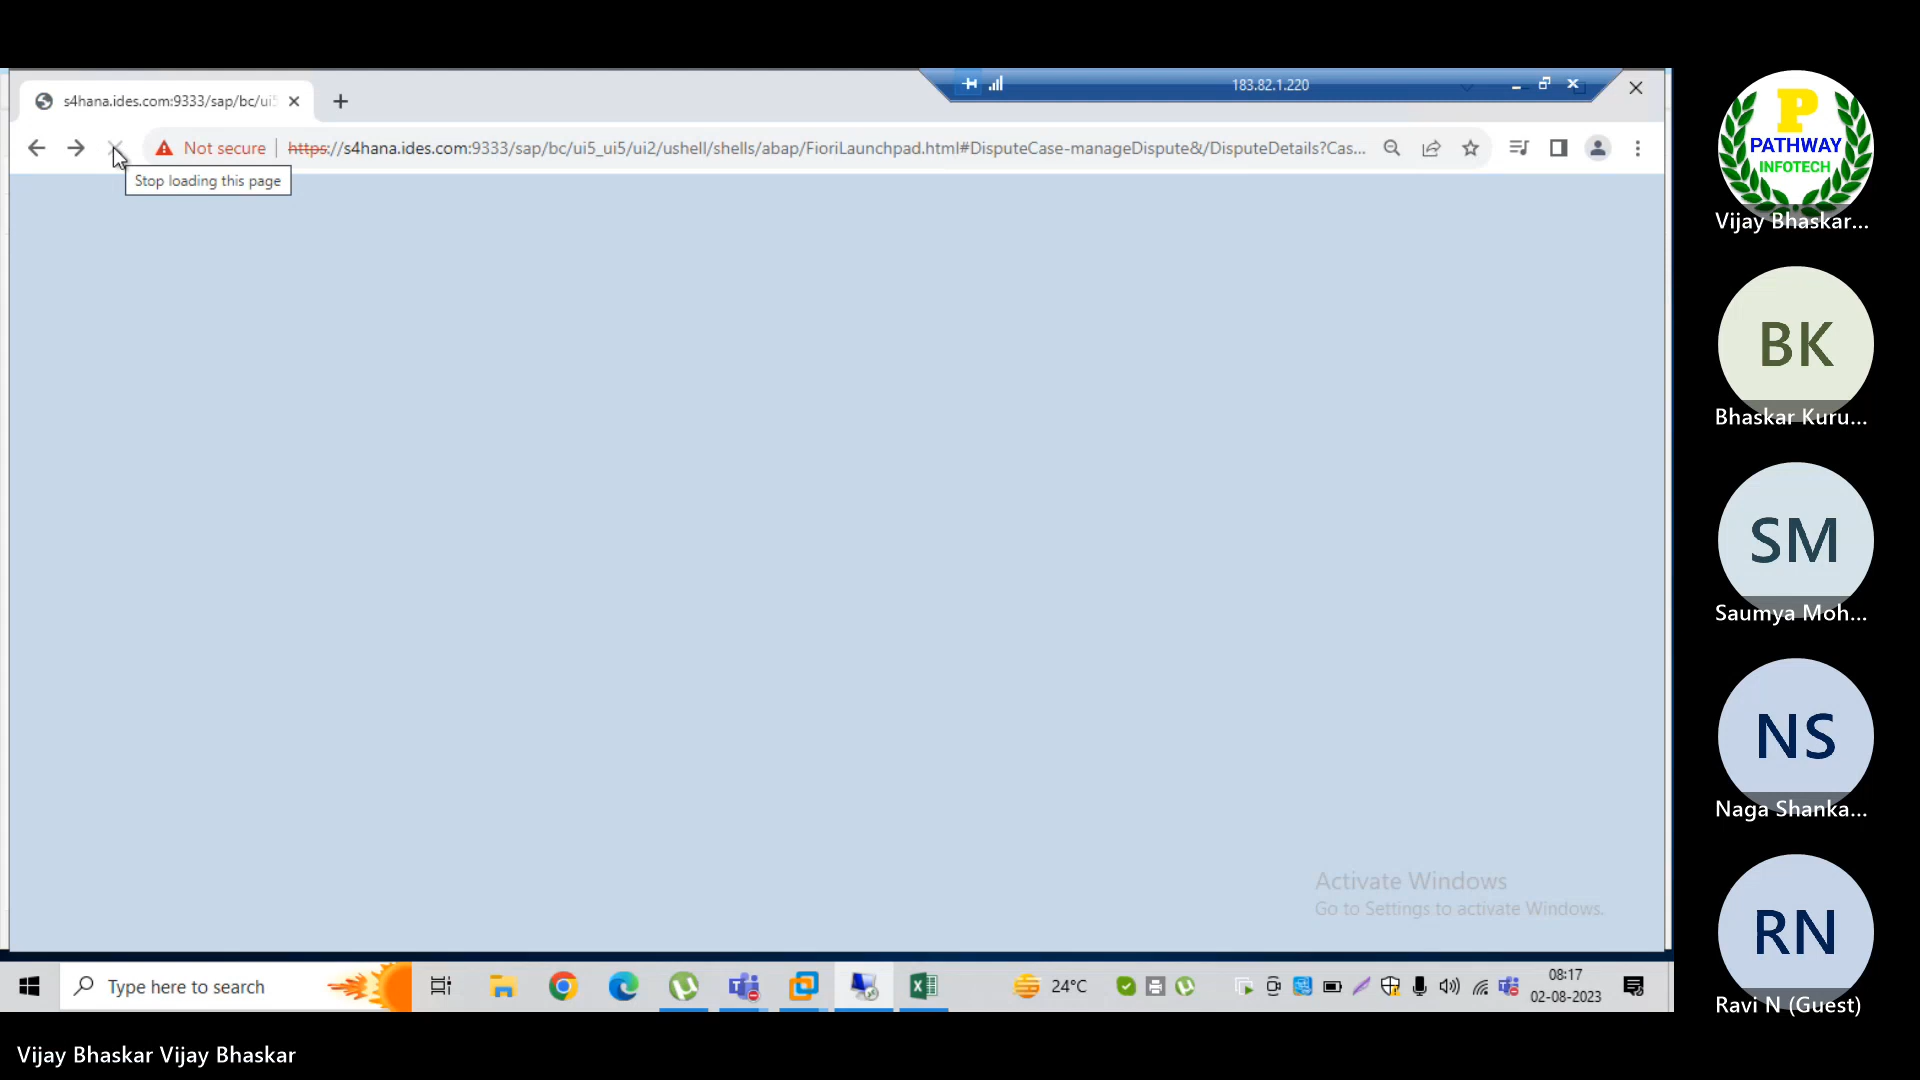 s4hana.ides.com:9333/sap/bc/ui5
183.82.1.220
Not secure
https://s4hana.ides.com:9333/sap/bc/ui5_ui5/ui2/ushell/shells/abap/FioriLaunchpad.html#DisputeCase-manageDispute&/DisputeDetails?Cas...
Stop loading this page
Activate Windows
Go to Settings to activate Windows.
Type here to search
24°C
08:17
02-08-2023
P
PATHWAY
INFOTECH
Vijay Bhaskar...
BK
Bhaskar Kuru...
SM
Saumya Moh...
NS
Naga Shanka...
RN
Ravi N (Guest)
Vijay Bhaskar Vijay Bhaskar